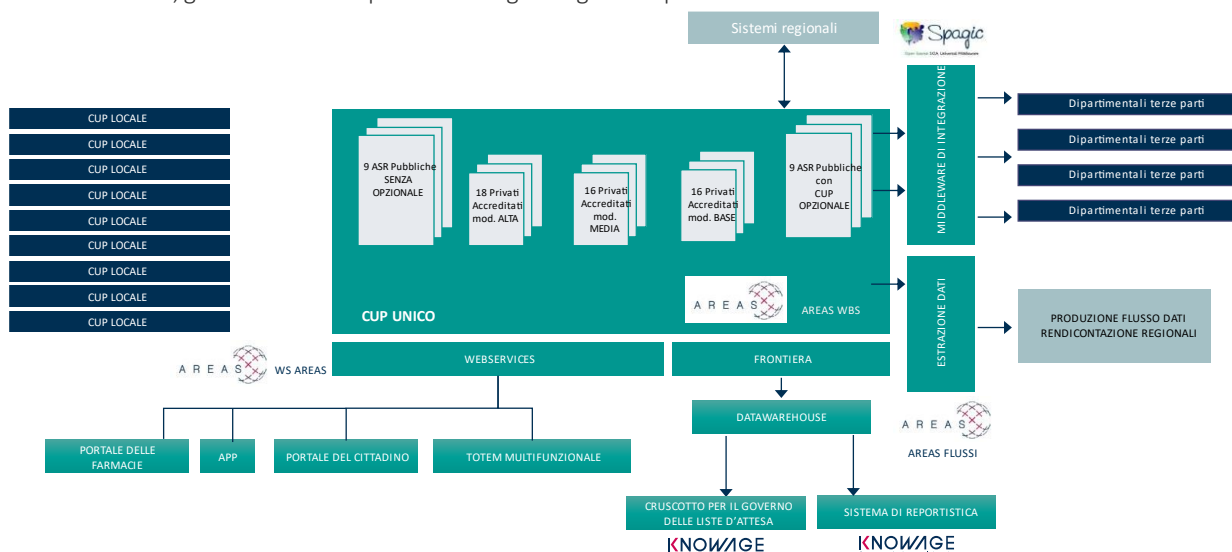 Sistemi regionali
Spagic
CUP LOCALE
CUP LOCALE
CUP LOCALE
CUP LOCALE
CUP LOCALE
CUP LOCALE
CUP LOCALE
CUP LOCALE
CUP LOCALE
9 ASR Pubbliche
SENZA
OPZIONALE
18 Privati
Accreditati
mod. ALTA
16 Privati
Accreditati
mod.
MEDIA
16 Privati
Accreditati
mod. BASE
9 ASR Pubbliche
con
CUP
OPZIONALE
CUP UNICO
AREAS
AREAS WBS
MIDDLEWARE DI INTEGRAZIONE
Dipartimentali terze parti
Dipartimentali terze parti
Dipartimentali terze parti
Dipartimentali terze parti
ESTRAZIONE DATI
PRODUZIONE FLUSSO DATI
RENDICONTAZIONE REGIONALI
WEBSERVICES
FRONTIERA
AREAS
WS AREAS
DATAWAREHOUSE
AREAS
AREAS FLUSSI
PORTALE DELLE
FARMACIE
APP
PORTALE DEL CITTADINO
TOTEM MULTIFUNZIONALE
CRUSCOTTO PER IL GOVERNO
DELLE LISTE D'ATTESA
SISTEMA DI REPORTISTICA
KNOWAGE
KNOWAGE